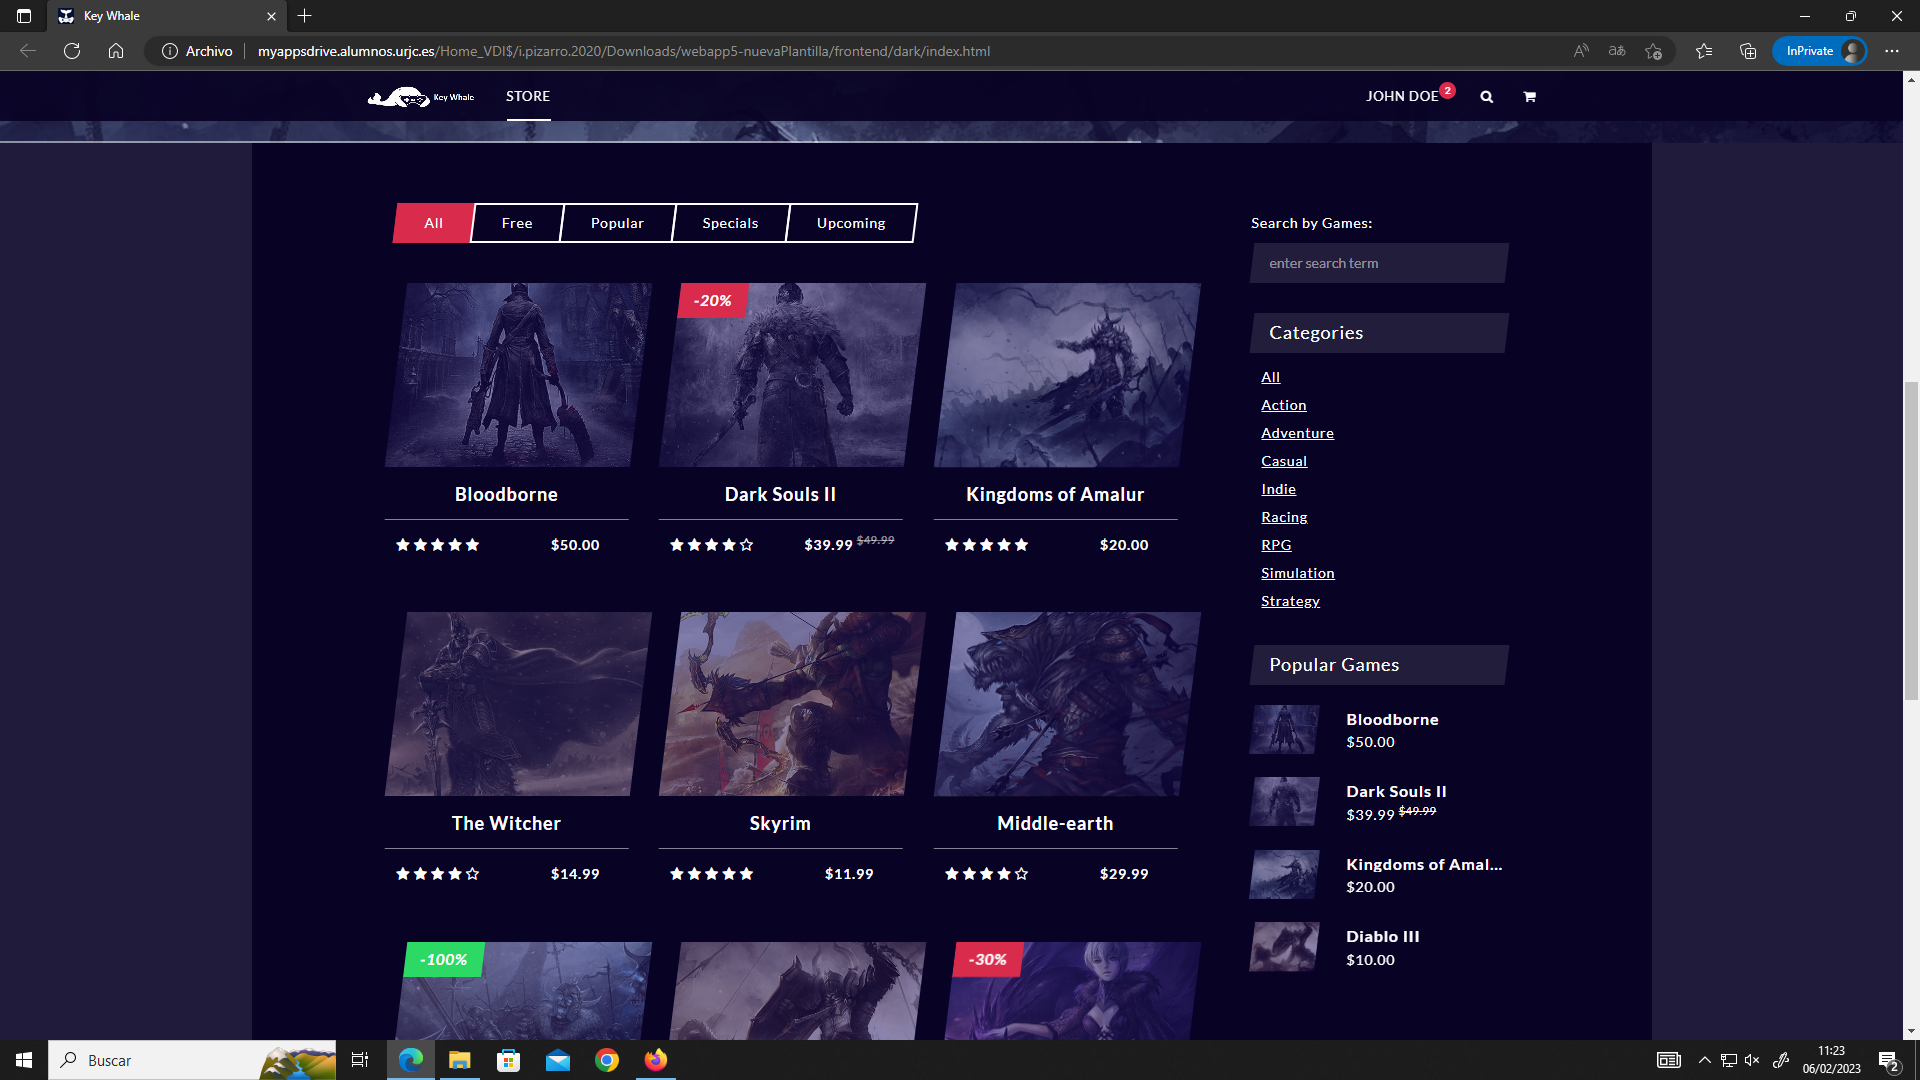 Key Whale
Archivo
myappsdrive.alumnos.urjc.es/Home_VDI$/i.pizarro.2020/Downloads/webapp5-nuevaPlantilla/frontend/dark/index.html
InPrivate
Key Whale
STORE
JOHN DOE 2
All
Free
Popular
Specials
Upcoming
-20%
Bloodborne
Dark Souls II
Kingdoms of Amalur
$50.00
$39.99 $49.99
$20.00
The Witcher
Skyrim
Middle-earth
$14.99
$11.99
$29.99
-100%
-30%
Search by Games:
enter search term
Categories
All
Action
Adventure
Casual
Indie
Racing
RPG
Simulation
Strategy
Popular Games
Bloodborne
$50.00
Dark Souls II
$39.99 $49.99
Kingdoms of Amal...
$20.00
Diablo III
$10.00
Buscar
11:23
06/02/2023
2